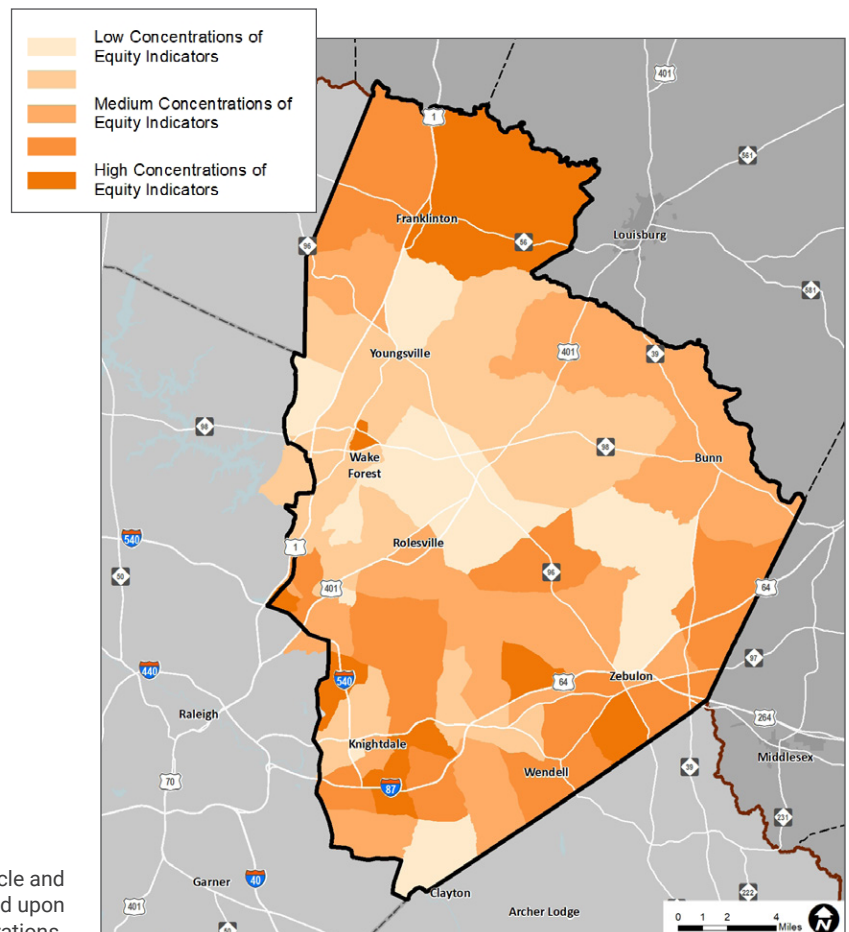 Low Concentrations of
Equity Indicators
Medium Concentrations of
Equity Indicators
High Concentrations of
Equity Indicators
401
1
561
Franklinton
Louisburg
56
96
581
Youngsville
401
39
98
98
Wake
Forest
Bunn
540
1
Rolesville
50
96
401
64
97
440
540
64
Zebulon
Raleigh
264
Knightdale
Middlesex
39
Wendell
70
87
231
cle and
Garner
40
222
d upon
Clayton
401
Archer Lodge
50
0 1 2 4
Miles
N
rations.